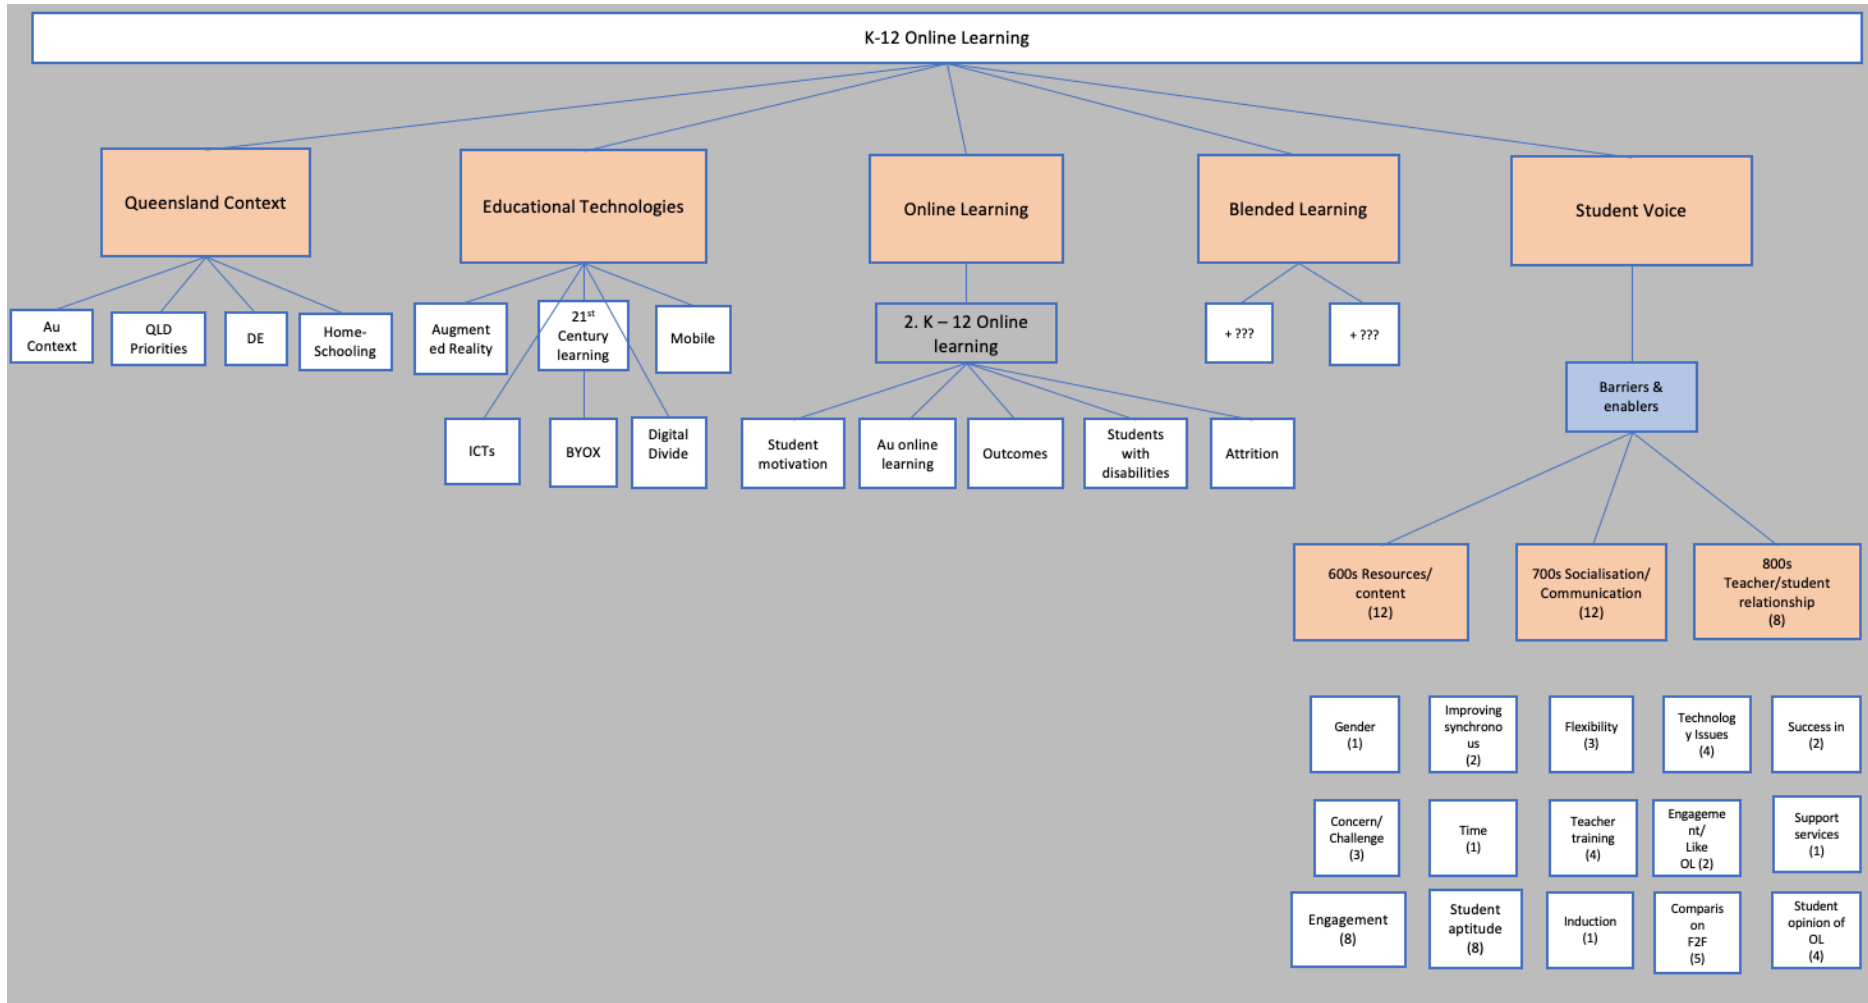 K-12 Online Learning
Queensland Context
Educational Technologies
Online Learning
Blended Learning
Student Voice
Au
Context
QLD
Priorities
DE
Home-
Schooling
Augment
ed Reality
21st
Century
learning
Mobile
2. K – 12 Online
learning
+ ???
+ ???
Barriers &
enablers
ICTs
BYOX
Digital
Divide
Student
motivation
Au online
learning
Outcomes
Students
with
disabilities
Attrition
600s Resources/
content
(12)
700s Socialisation/
Communication
(12)
800s
Teacher/student
relationship
(8)
Gender
(1)
Improving
synchrono
us
(2)
Flexibility
(3)
Technolog
y Issues
(4)
Success in
(2)
Concern/
Challenge
(3)
Time
(1)
Teacher
training
(4)
Engageme
nt/
Like
OL (2)
Support
services
(1)
Engagement
(8)
Student
aptitude
(8)
Induction
(1)
Comparis
on
F2F
(5)
Student
opinion of
OL
(4)